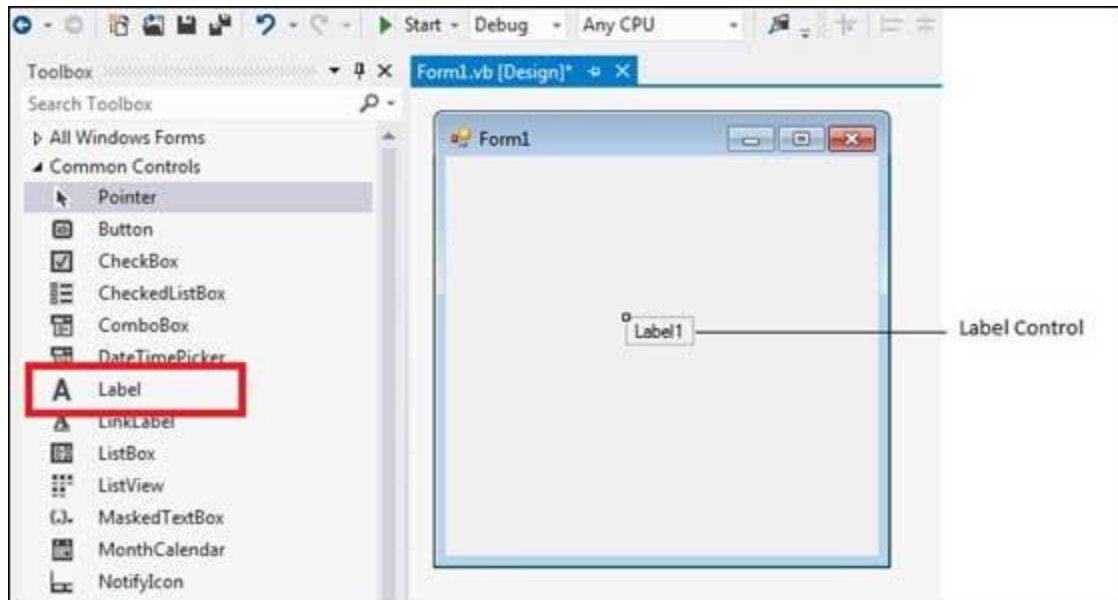 Start Debug Any CPU
Toolbox
Form1.vb [Design]*
Search Toolbox
All Windows Forms
Common Controls
Pointer
Button
CheckBox
CheckedListBox
ComboBox
DateTimePicker
A Label
A LinkLabel
ListBox
ListView
MaskedTextBox
MonthCalendar
NotifyIcon
Form1
Label1
Label Control